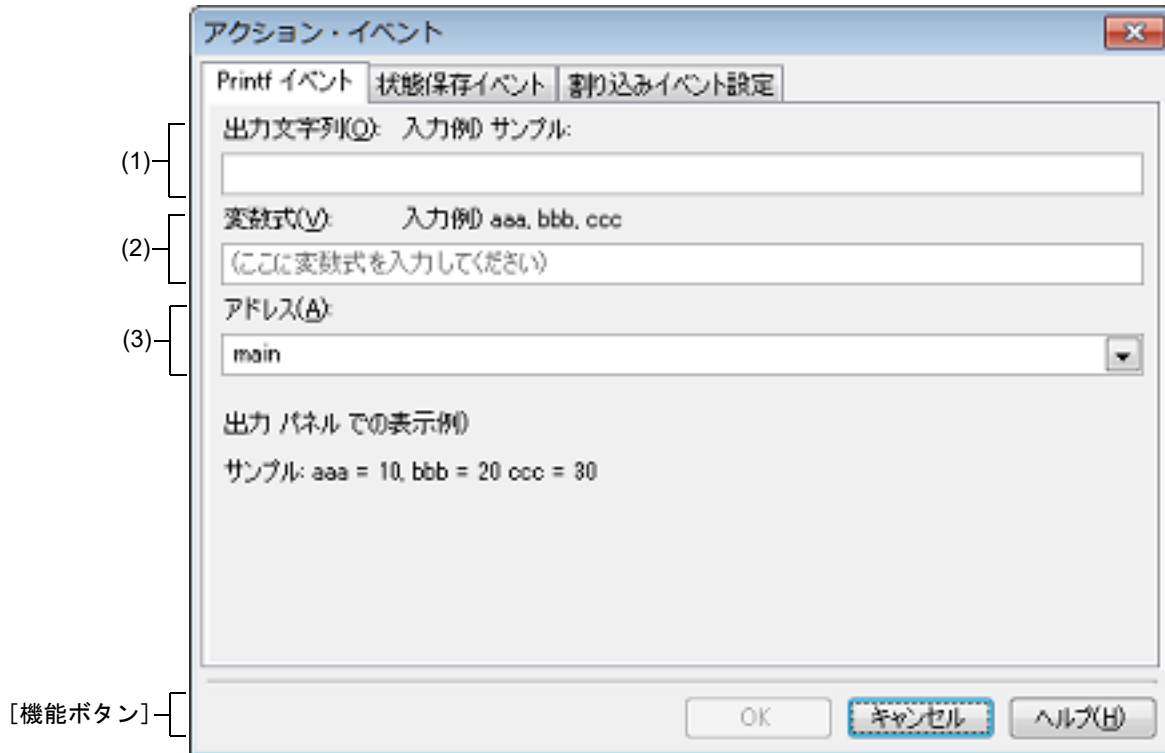 アクション・イベント
Printf イベント 状態保存イベント 割り込みイベント設定
(1)
出力文字列(O): 入力例) サンプル:
(2)
変数式(V): 入力例) aaa, bbb, ccc
(ここに変数式を入力してください)
(3)
アドレス(A):
main
出力 パネル での表示例)
サンプル: aaa = 10, bbb = 20 ccc = 30
[機能ボタン]
OK キャンセル ヘルプ(H)